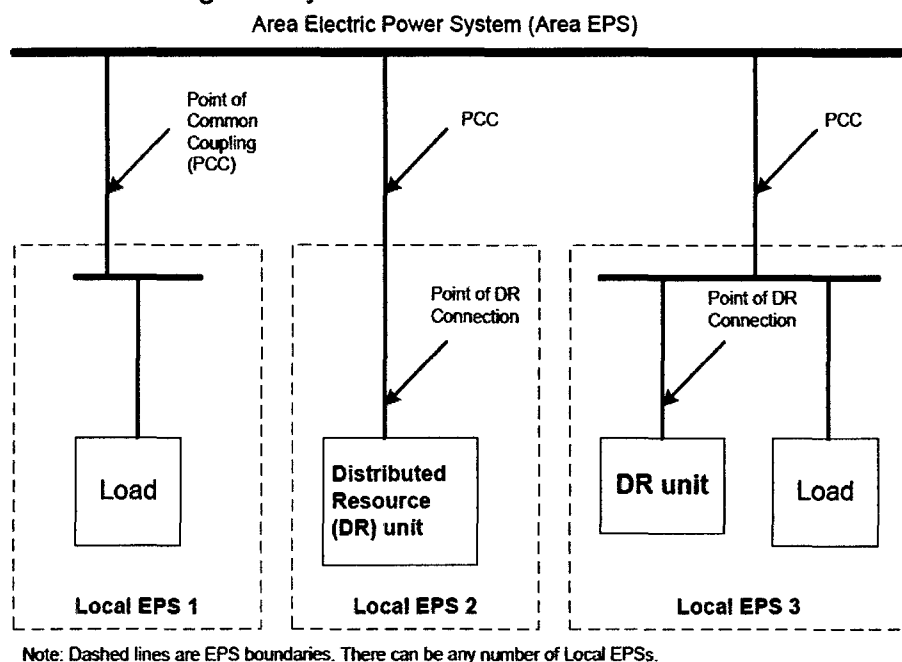 Area Electric Power System (Area EPS)
Point of
Common
Coupling
(PCC)
PCC
PCC
Point of DR
Connection
Point of DR
Connection
Load
Distributed
Resource
(DR) unit
DR unit
Load
Local EPS 1
Local EPS 2
Local EPS 3
Note: Dashed lines are EPS boundaries. There can be any number of Local EPSs.